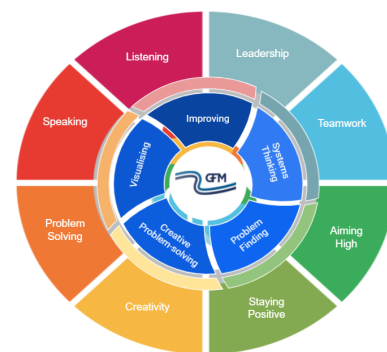 Listening
Leadership
Teamwork
Aiming
High
Staying
Positive
Creativity
Problem
Solving
Speaking
Improving
Systems
Thinking
Problem
Finding
Creative
Problem-solving
Visualising
GFM